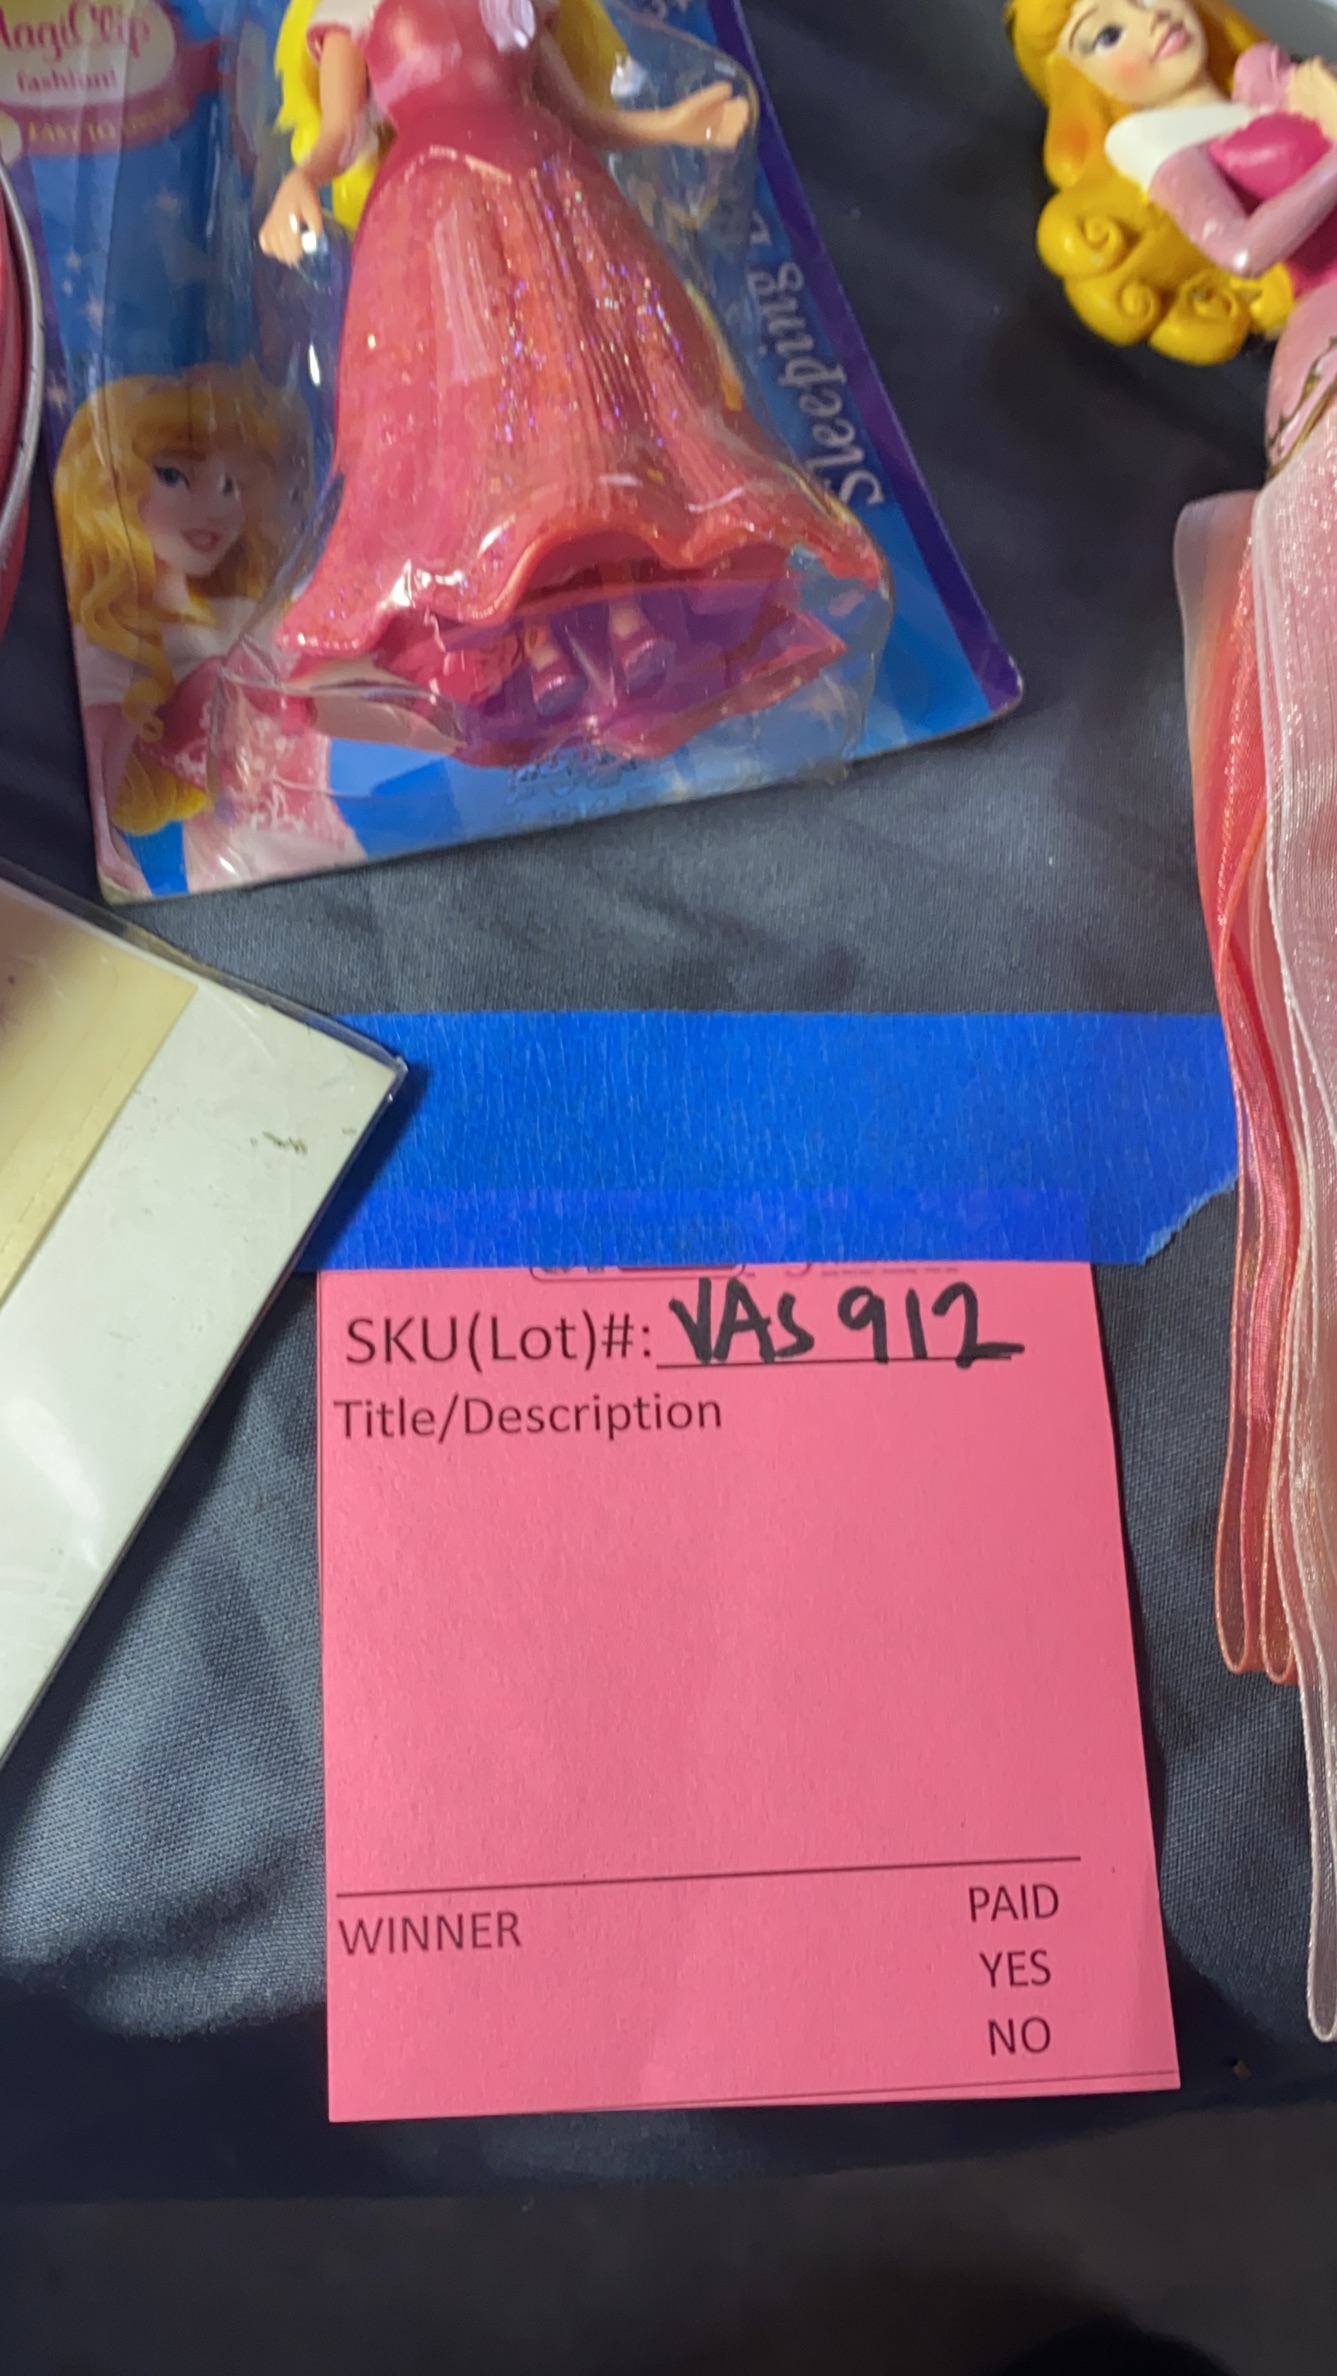 MagiClip
fashion!
EASY TO
Sleeping
SKU(Lot)#: VAS 912
Title/Description
WINNER
PAID
YES
NO